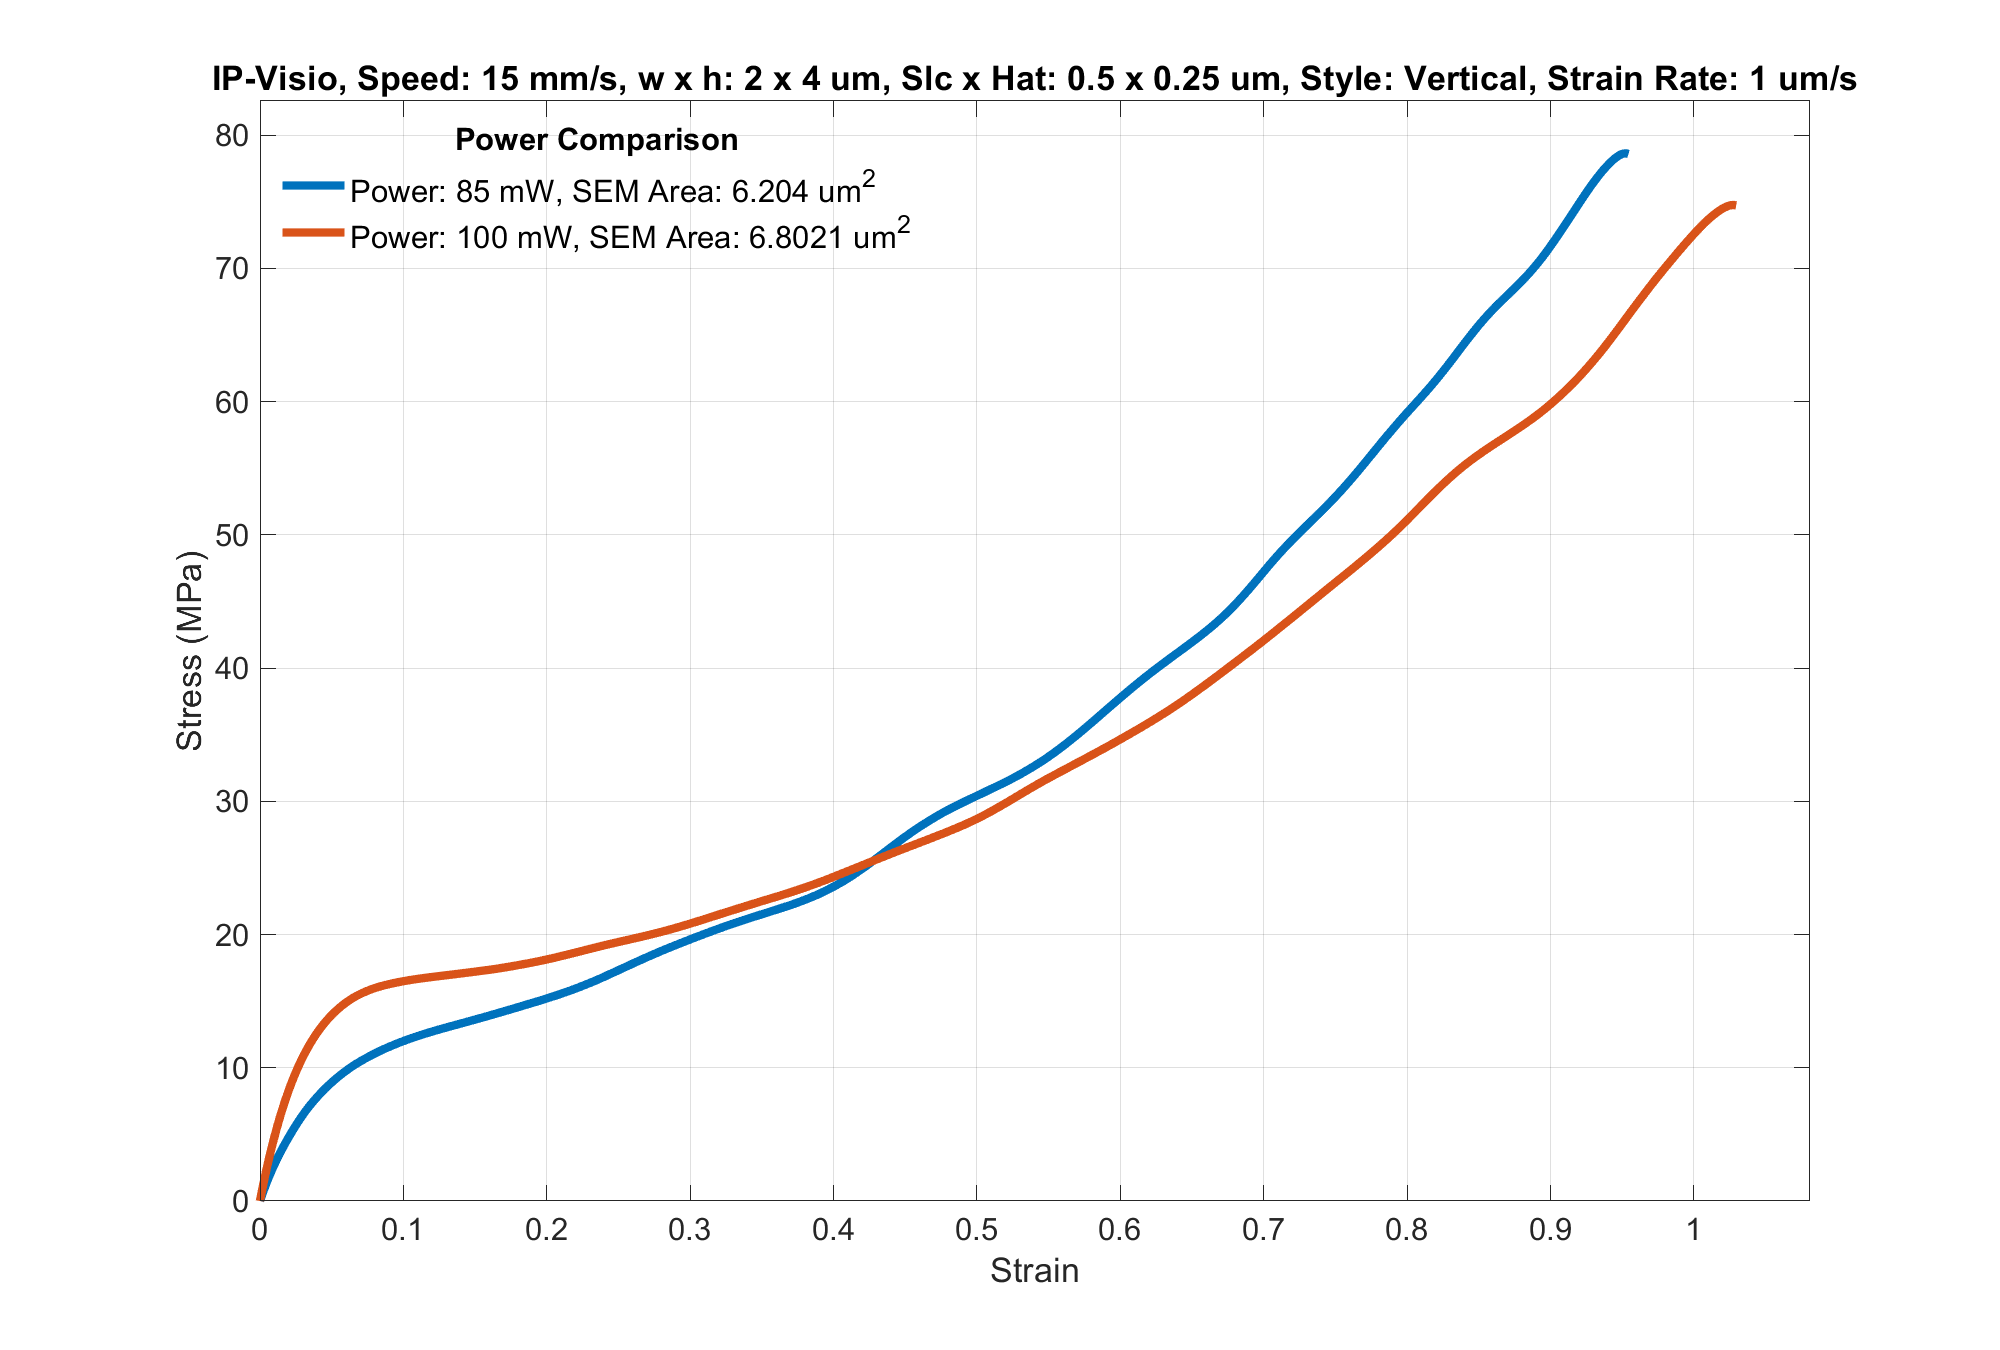 IP-Visio, Speed: 15 mm/s, w x h: 2 x 4 um, Slc x Hat: 0.5 x 0.25 um, Style: Vertical, Strain Rate: 1 um/s
Power Comparison
Power: 85 mW, SEM Area: 6.204 um²
Power: 100 mW, SEM Area: 6.8021 um²
80
70
60
50
40
30
20
10
0
Stress (MPa)
0 0.1 0.2 0.3 0.4 0.5 0.6 0.7 0.8 0.9 1
Strain